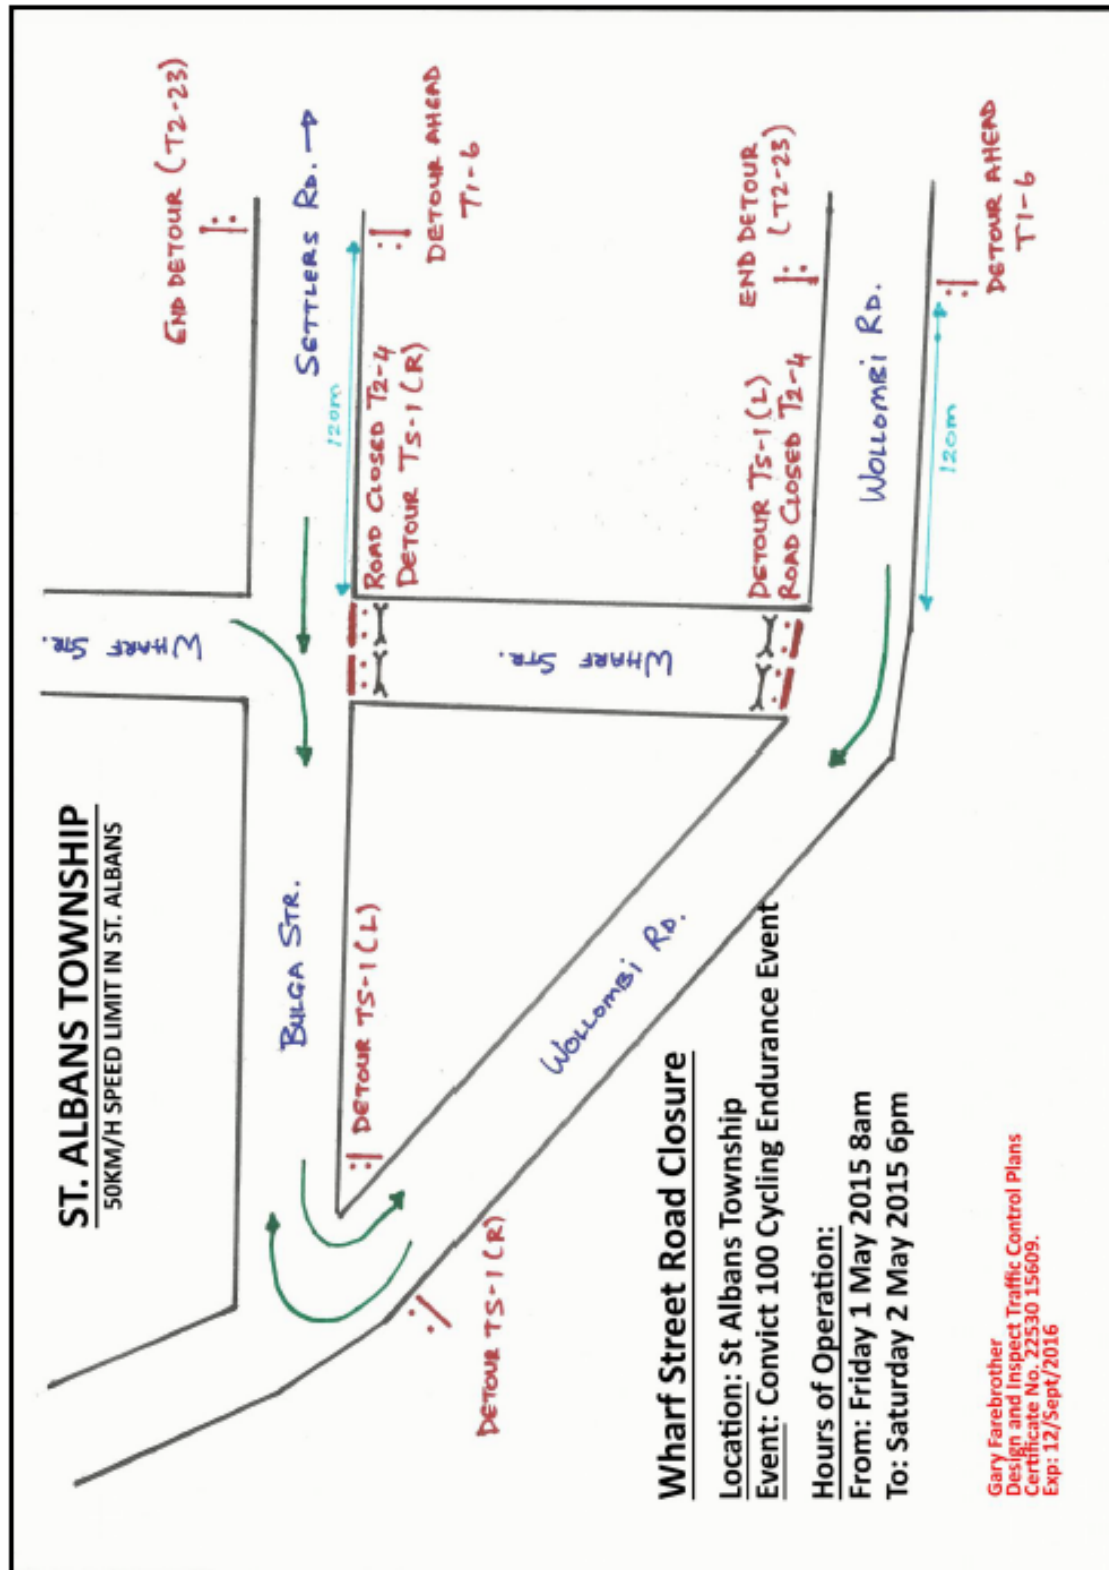 ST. ALBANS TOWNSHIP
50KM/H SPEED LIMIT IN ST. ALBANS
WHARF STR.
END DETOUR (T2-23)
SETTLERS RD. →
120m
DETOUR AHEAD
T1-6
BULGA STR.
ROAD CLOSED T2-4
DETOUR T5-1 (R)
DETOUR T5-1 (L)
WHARF STR.
DETOUR T5-1 (R)
WOLLOMBI RD.
DETOUR T5-1 (L)
ROAD CLOSED T2-4
END DETOUR
(T2-23)
WOLLOMBI RD.
120m
DETOUR AHEAD
T1-6
Wharf Street Road Closure
Location: St Albans Township
Event: Convict 100 Cycling Endurance Event
Hours of Operation:
From: Friday 1 May 2015 8am
To: Saturday 2 May 2015 6pm
Gary Farebrother
Design and Inspect Traffic Control Plans
Certificate No. 22530 15609.
Exp: 12/Sept/2016